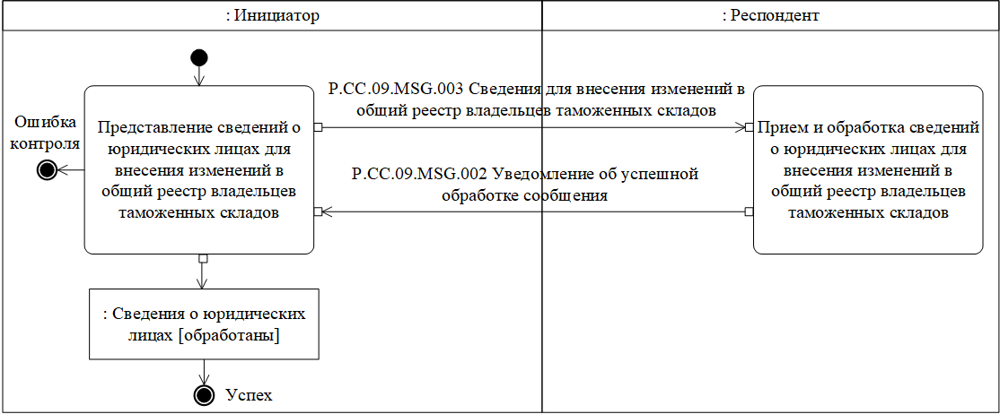 : Инициатор
: Респондент
Ошибка
контроля
Представление сведений о
юридических лицах для
внесения изменений в
общий реестр владельцев
таможенных складов
P.CC.09.MSG.003 Сведения для внесения изменений в
общий реестр владельцев таможенных складов
P.CC.09.MSG.002 Уведомление об успешной
обработке сообщения
Прием и обработка сведений
о юридических лицах для
внесения изменений в
общий реестр владельцев
таможенных складов
: Сведения о юридических
лицах [обработаны]
Успех